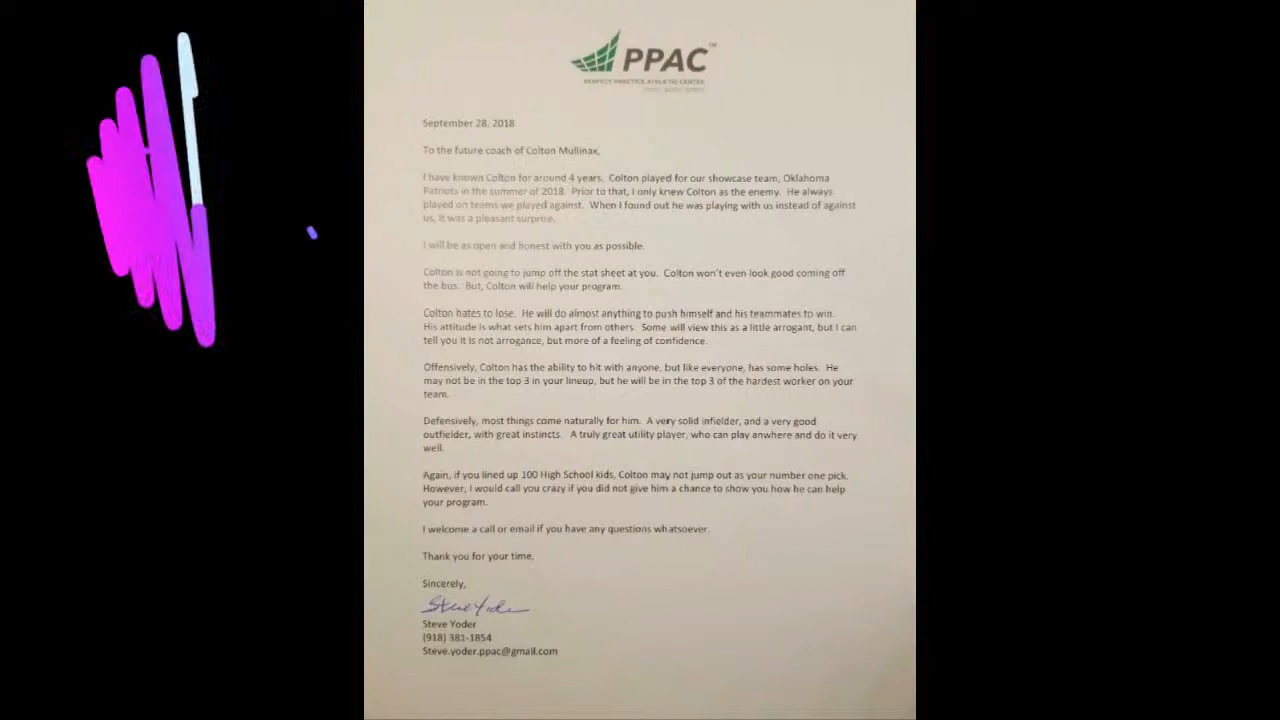 PPAC™
PERFECT PRACTICE ATHLETIC CENTER
September 28, 2018
To the future coach of Colton Mullinax,
I have known Colton for around 4 years. Colton played for our showcase team, Oklahoma
Patriots in the summer of 2018. Prior to that, I only knew Colton as the enemy. He always
played on teams we played against. When I found out he was playing with us instead of against
us, it was a pleasant surprise.
I will be as open and honest with you as possible.
Colton is not going to jump off the stat sheet at you. Colton won't even look good coming off
the bus. But, Colton will help your program.
Colton hates to lose. He will do almost anything to push himself and his teammates to win.
His attitude is what sets him apart from others. Some will view this as a little arrogant, but I can
tell you it is not arrogance, but more of a feeling of confidence.
Offensively, Colton has the ability to hit with anyone, but like everyone, has some holes. He
may not be in the top 3 in your lineup, but he will be in the top 3 of the hardest worker on your
team.
Defensively, most things come naturally for him. A very solid infielder, and a very good
outfielder, with great instincts. A truly great utility player, who can play anwhere and do it very
well.
Again, if you lined up 100 High School kids, Colton may not jump out as your number one pick.
However, I would call you crazy if you did not give him a chance to show you how he can help
your program.
I welcome a call or email if you have any questions whatsoever.
Thank you for your time.
Sincerely,
Steve Yoder
Steve Yoder
(918) 381-1854
Steve.yoder.ppac@gmail.com